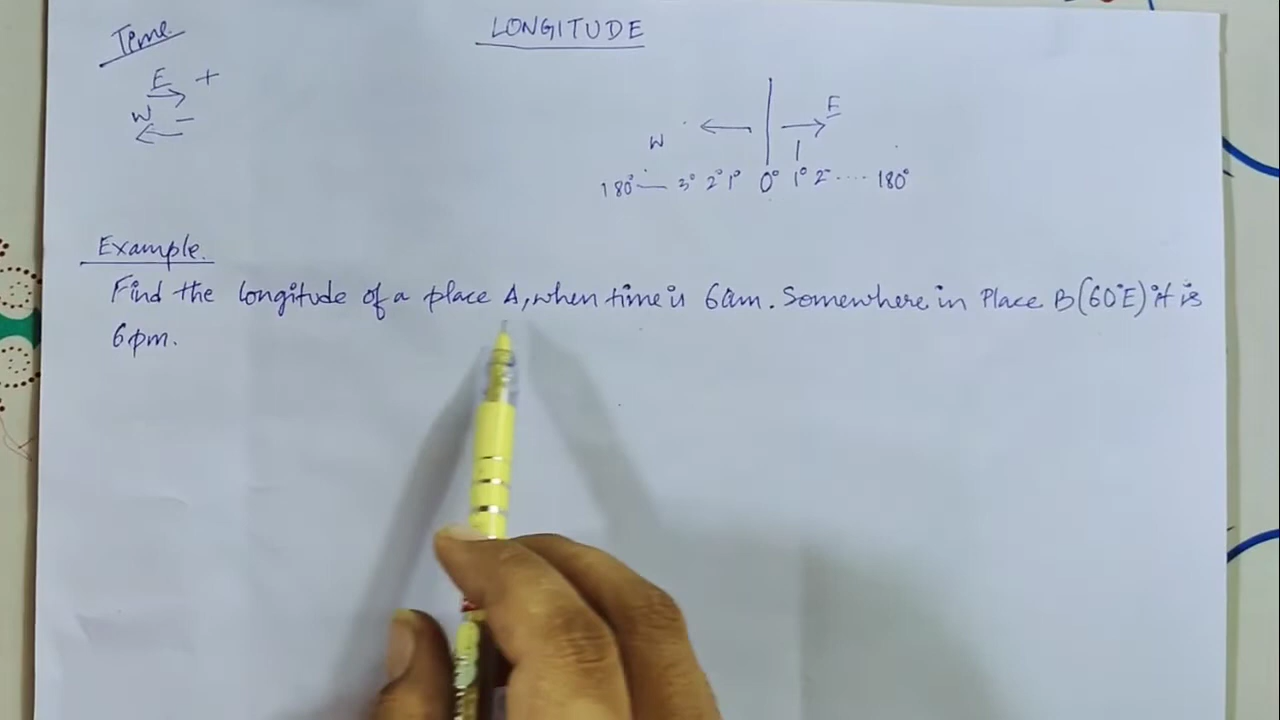 Time
LONGITUDE
E +
W -
W E
180° 3° 2° 1° 0° 1° 2° .... 180°
Example.
Find the longitude of a place A, when time is 6am. Somewhere in Place B (60°E) it is
6pm.